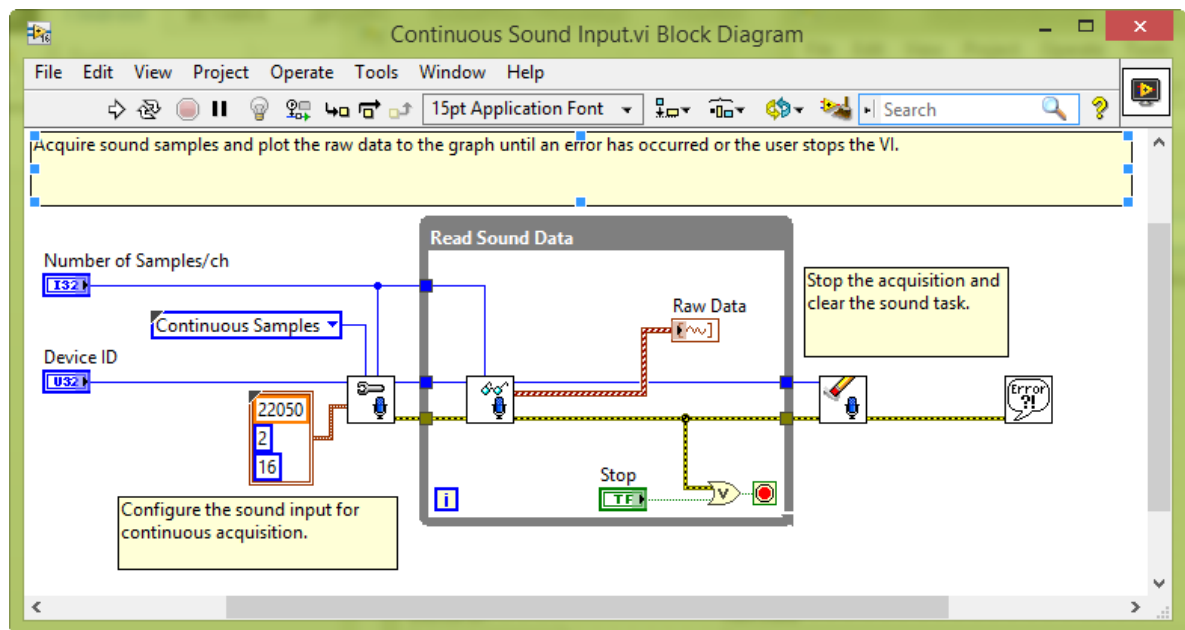 Continuous Sound Input.vi Block Diagram
File Edit View Project Operate Tools Window Help
15pt Application Font
Search
Acquire sound samples and plot the raw data to the graph until an error has occurred or the user stops the VI.
Read Sound Data
Number of Samples/ch
I32
Continuous Samples
Device ID
U32
22050
2
16
Configure the sound input for
continuous acquisition.
Raw Data
Stop
TF
V
i
Stop the acquisition and
clear the sound task.
Error
?!